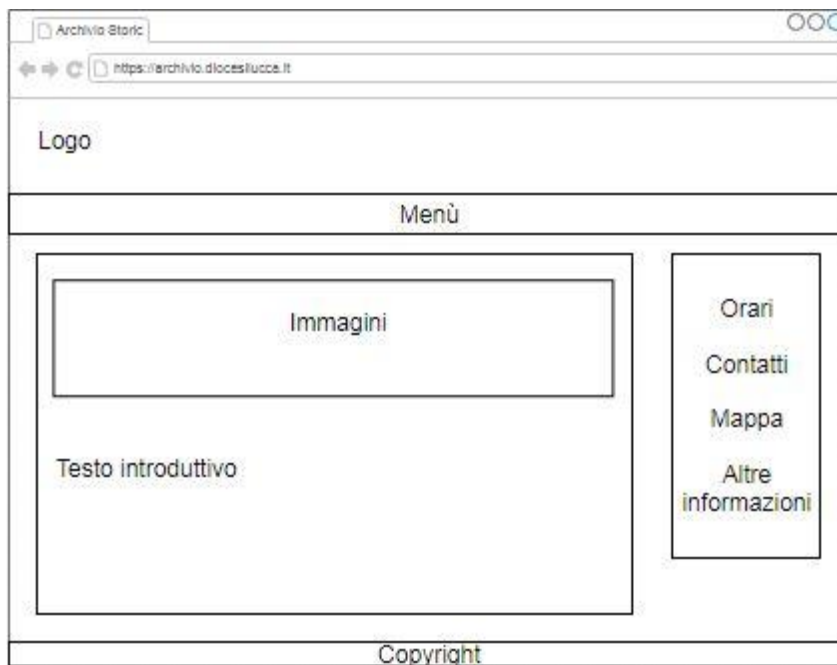 Archivio Storic
https://archivio.diocesilucca.it
Logo
Menù
Immagini
Testo introduttivo
Orari
Contatti
Mappa
Altre
informazioni
Copyright